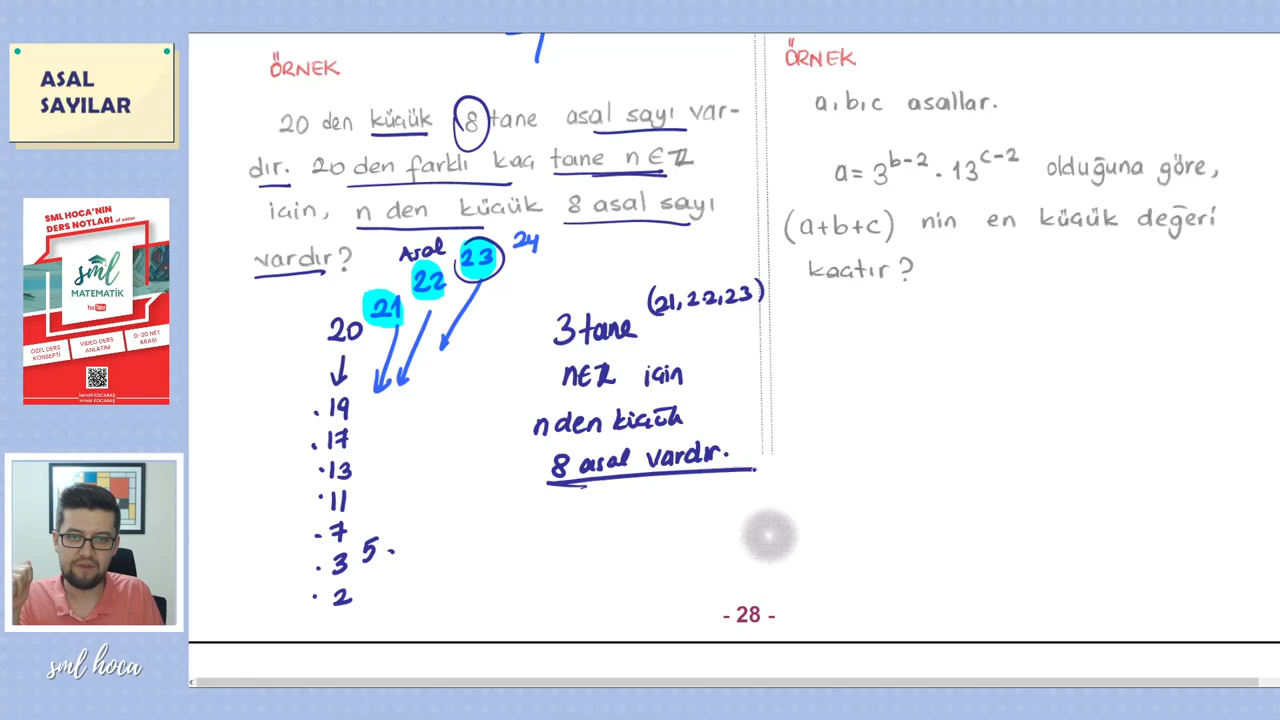 ASAL
SAYILAR
SML HOCA'NIN
DERS NOTLARI
sml
MATEMATİK
YouTube
ÖZEL DERS
KONSEPTİ
VIDEO DERS
ANLATIM
0-20 NET
ARASI
sml hoca
ÖRNEK
20 den küçük 8 tane asal sayı var-
dır. 20 den farklı kaç tane n∈Z
için, n den küçük 8 asal sayı
vardır?
Asal
20 21 22 23 24
. 19
. 17
. 13
. 11
. 7
. 3 5 .
. 2
3 tane (21, 22, 23)
n∈Z için
n den küçük
8 asal vardır.
ÖRNEK
a, b, c asallar.
a = 3^(b-2) . 13^(c-2) olduğuna göre,
(a+b+c) nin en küçük değeri
kaçtır?
- 28 -